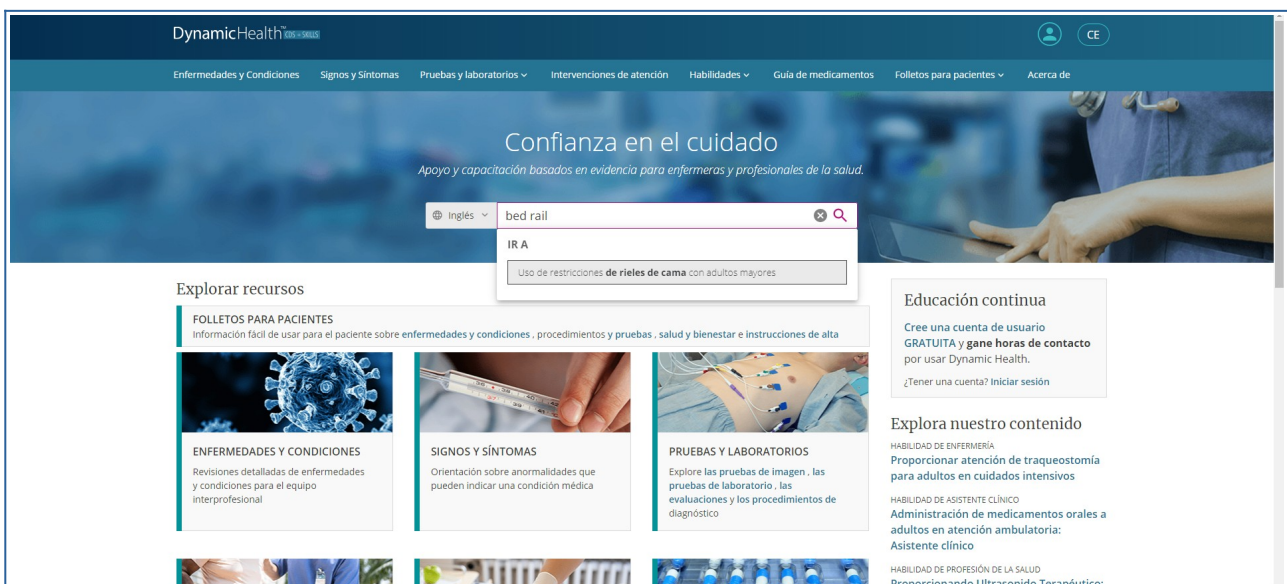 DynamicHealth™ CDS + SKILLS
CE
Enfermedades y Condiciones Signos y Síntomas Pruebas y laboratorios Intervenciones de atención Habilidades Guía de medicamentos Folletos para pacientes Acerca de
Confianza en el cuidado
Apoyo y capacitación basados en evidencia para enfermeras y profesionales de la salud.
Inglés bed rail
IR A
Uso de restricciones de rieles de cama con adultos mayores
Explorar recursos
FOLLETOS PARA PACIENTES
Información fácil de usar para el paciente sobre enfermedades y condiciones , procedimientos y pruebas , salud y bienestar e instrucciones de alta
ENFERMEDADES Y CONDICIONES
Revisiones detalladas de enfermedades
y condiciones para el equipo
interprofesional
SIGNOS Y SÍNTOMAS
Orientación sobre anormalidades que
pueden indicar una condición médica
PRUEBAS Y LABORATORIOS
Explore las pruebas de imagen , las
pruebas de laboratorio , las
evaluaciones y los procedimientos de
diagnóstico
Educación continua
Cree una cuenta de usuario
GRATUITA y gane horas de contacto
por usar Dynamic Health.
¿Tener una cuenta? Iniciar sesión
Explora nuestro contenido
HABILIDAD DE ENFERMERÍA
Proporcionar atención de traqueostomía
para adultos en cuidados intensivos
HABILIDAD DE ASISTENTE CLÍNICO
Administración de medicamentos orales a
adultos en atención ambulatoria:
Asistente clínico
HABILIDAD DE PROFESIÓN DE LA SALUD
Proporcionando Ultrasonido Terapéutico: